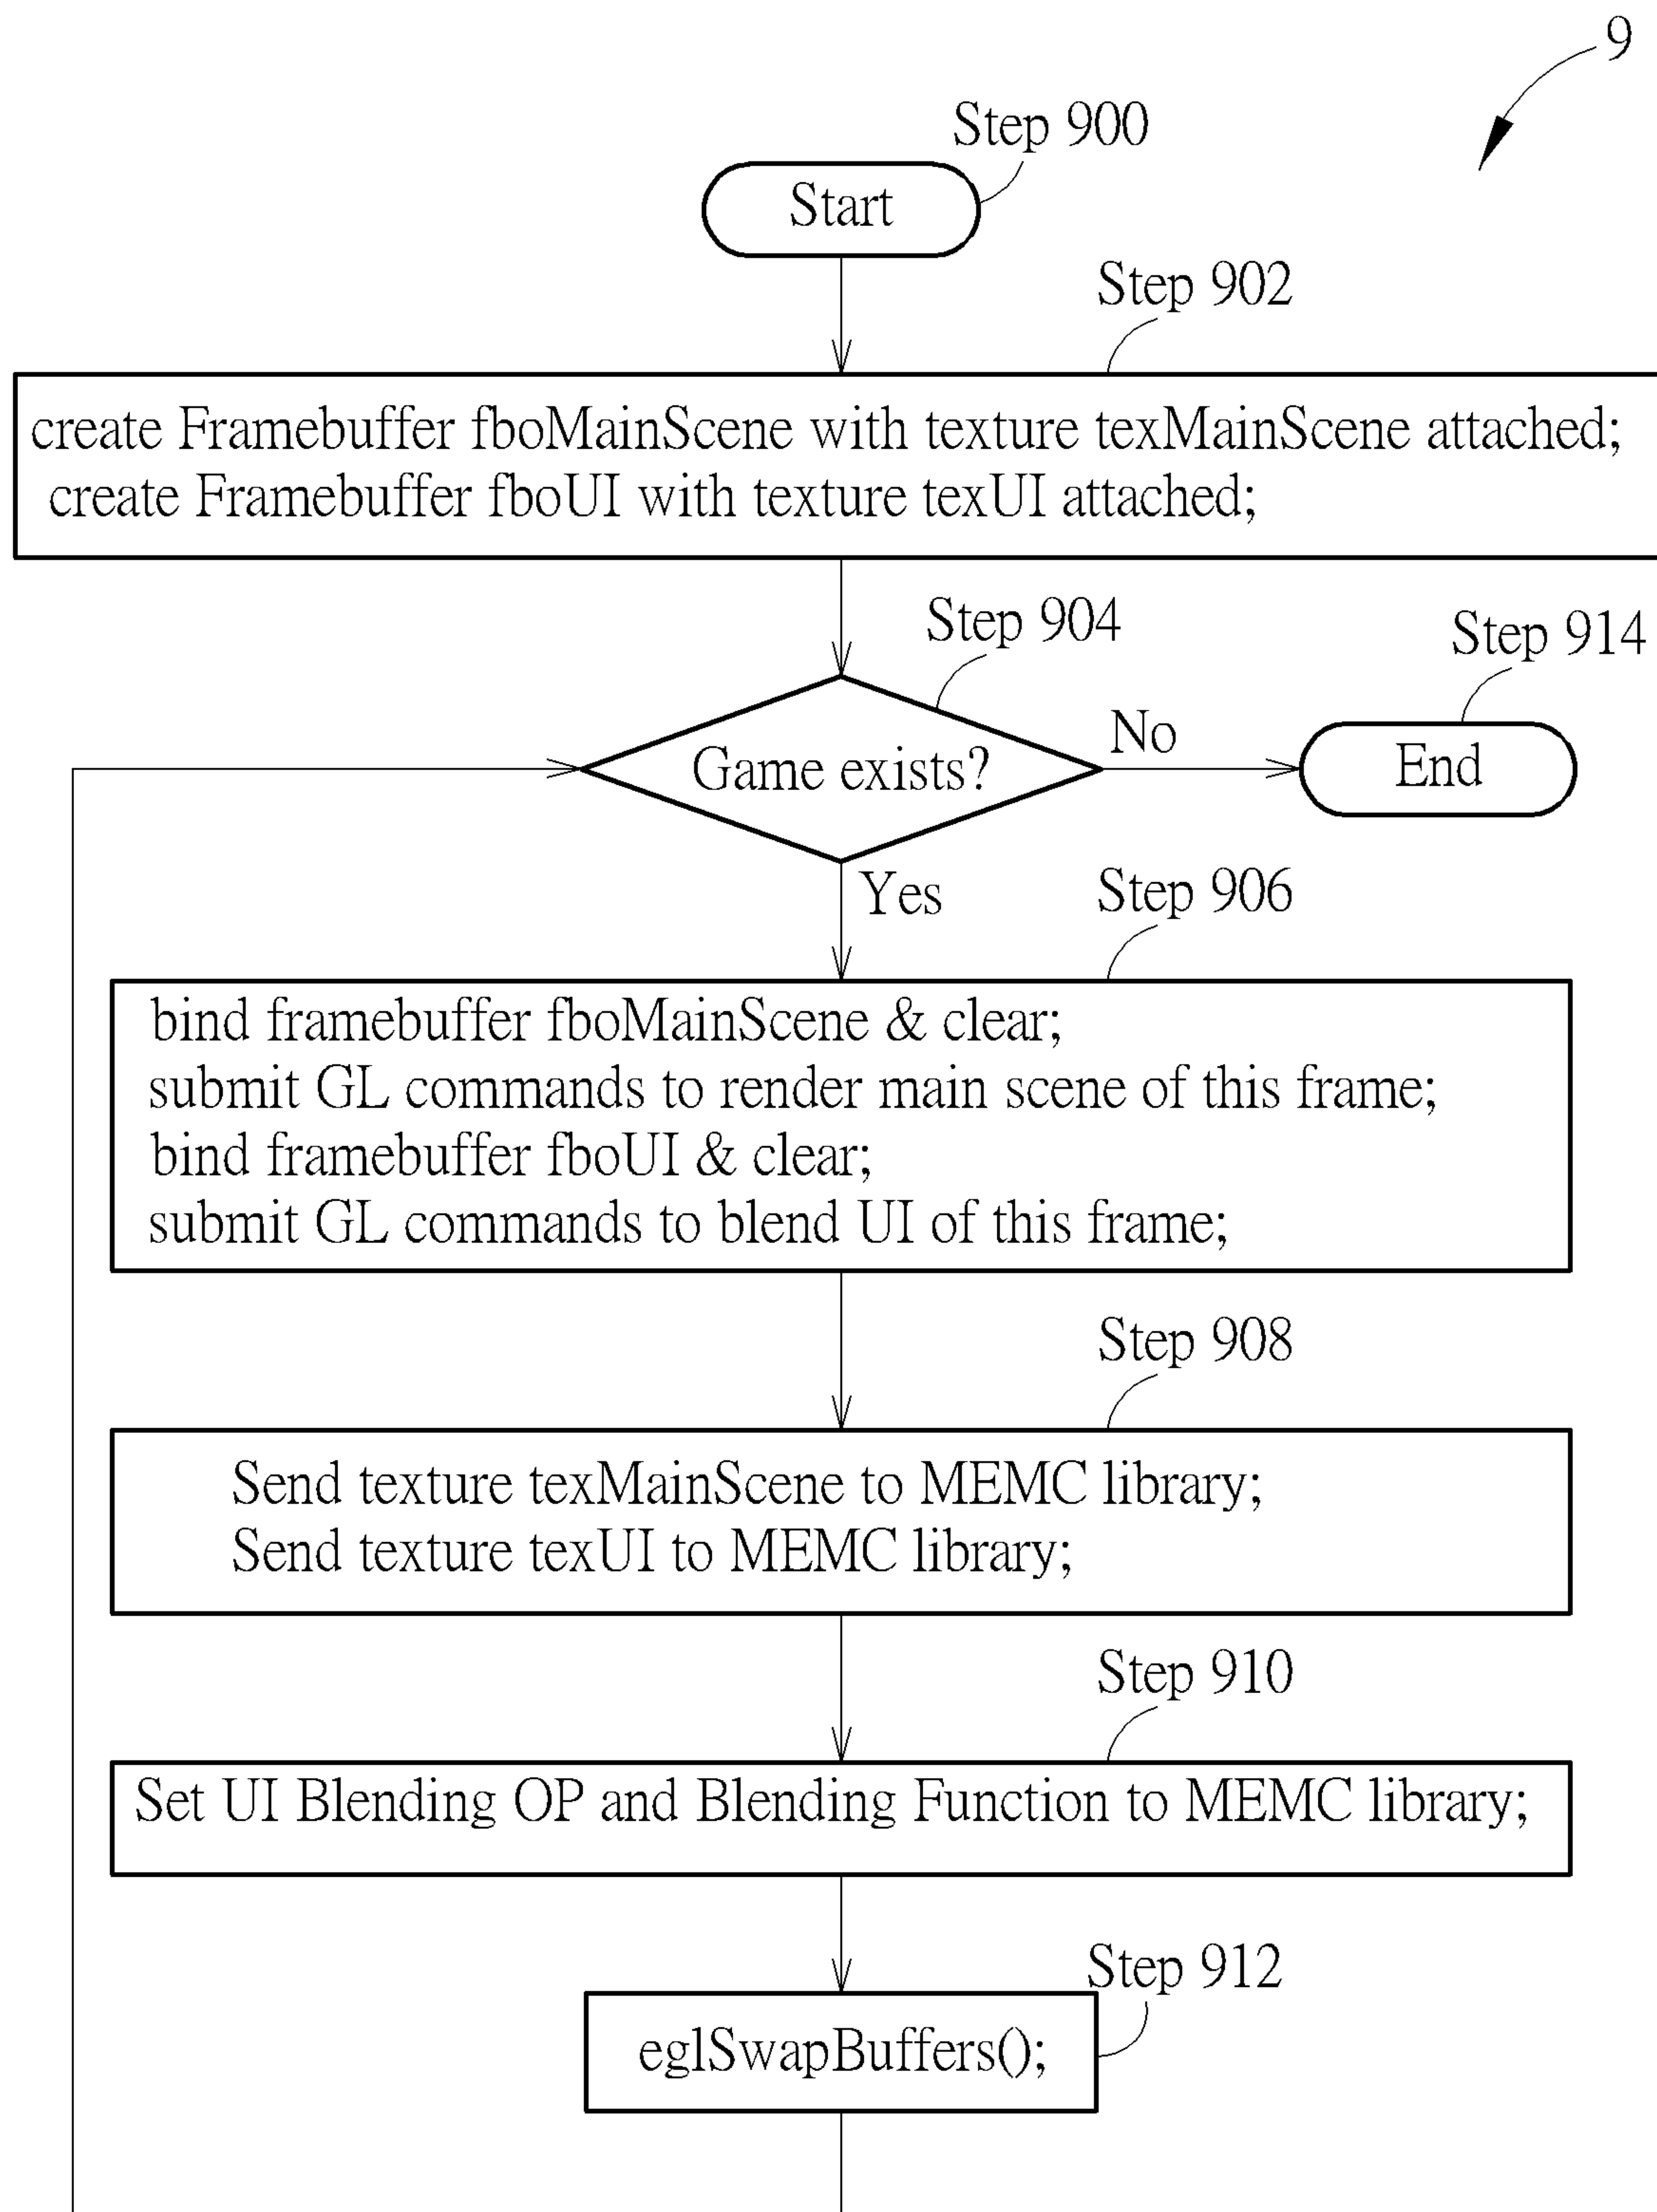 9
Step 900
Start
Step 902
create Framebuffer fboMainScene with texture texMainScene attached;
create Framebuffer fboUI with texture texUI attached;
Step 904
Step 914
Game exists?
No
End
Yes
Step 906
bind framebuffer fboMainScene & clear;
submit GL commands to render main scene of this frame;
bind framebuffer fboUI & clear;
submit GL commands to blend UI of this frame;
Step 908
Send texture texMainScene to MEMC library;
Send texture texUI to MEMC library;
Step 910
Set UI Blending OP and Blending Function to MEMC library;
Step 912
eglSwapBuffers();